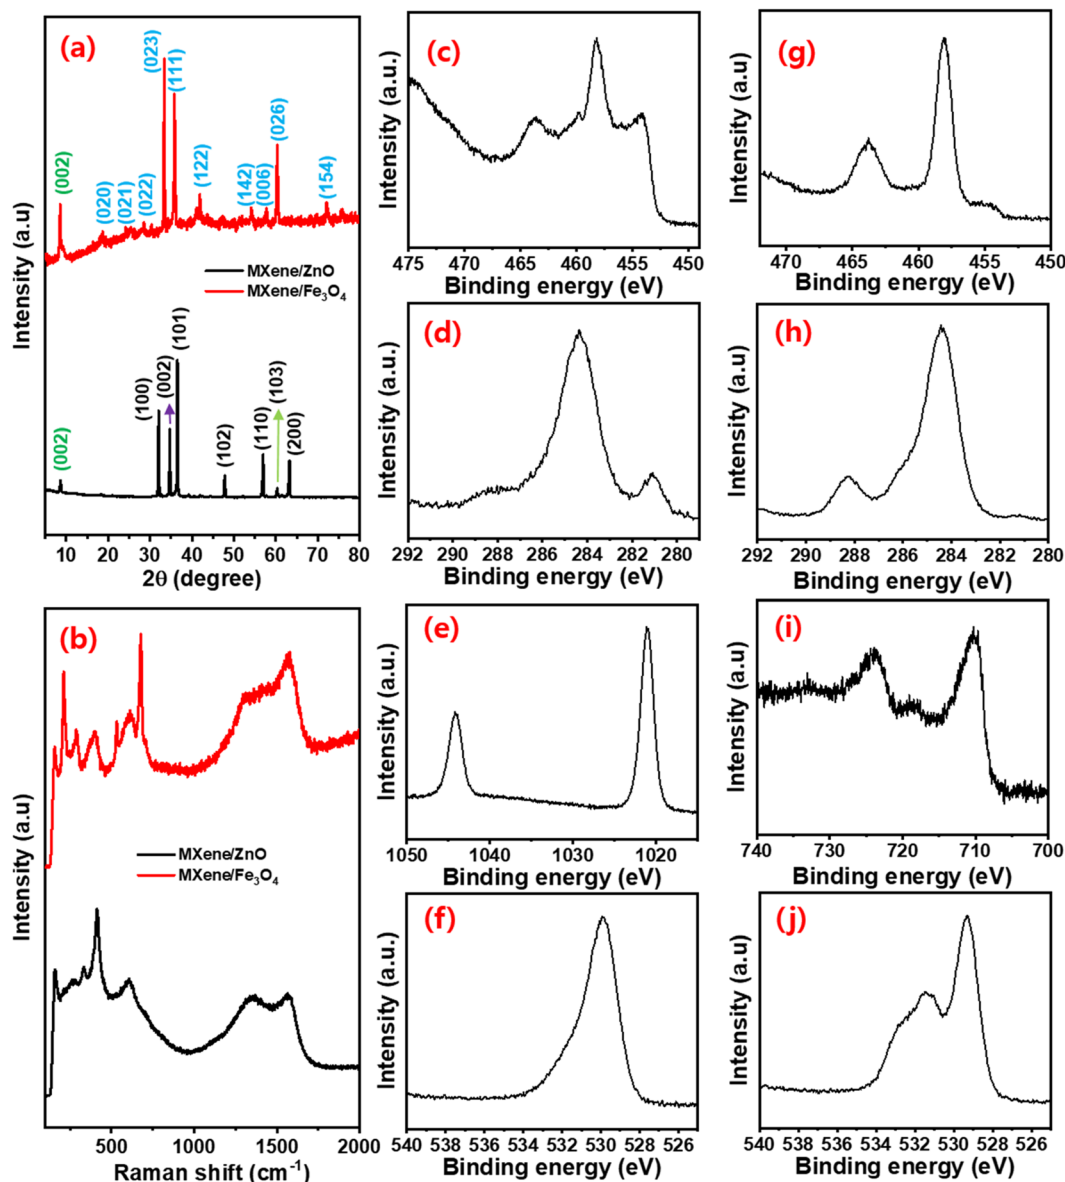 (a)
(002)
(020)
(021)
(022)
(023)
(111)
(122)
(142)
(006)
(026)
(154)
MXene/ZnO
MXene/Fe₃O₄
(002)
(100)
(002)
(101)
(102)
(110)
(103)
(200)
Intensity (a.u)
10 20 30 40 50 60 70 80
2θ (degree)
(b)
MXene/ZnO
MXene/Fe₃O₄
Intensity (a.u)
500 1000 1500 2000
Raman shift (cm⁻¹)
(c)
Intensity (a.u.)
475 470 465 460 455 450
Binding energy (eV)
(d)
Intensity (a.u.)
292 290 288 286 284 282 280
Binding energy (eV)
(e)
Intensity (a.u.)
1050 1040 1030 1020
Binding energy (eV)
(f)
Intensity (a.u.)
540 538 536 534 532 530 528 526
Binding energy (eV)
(g)
Intensity (a.u)
470 465 460 455 450
Binding energy (eV)
(h)
Intensity (a.u)
292 290 288 286 284 282 280
Binding energy (eV)
(i)
Intensity (a.u)
740 730 720 710 700
Binding energy (eV)
(j)
Intensity (a.u)
540 538 536 534 532 530 528 526
Binding energy (eV)